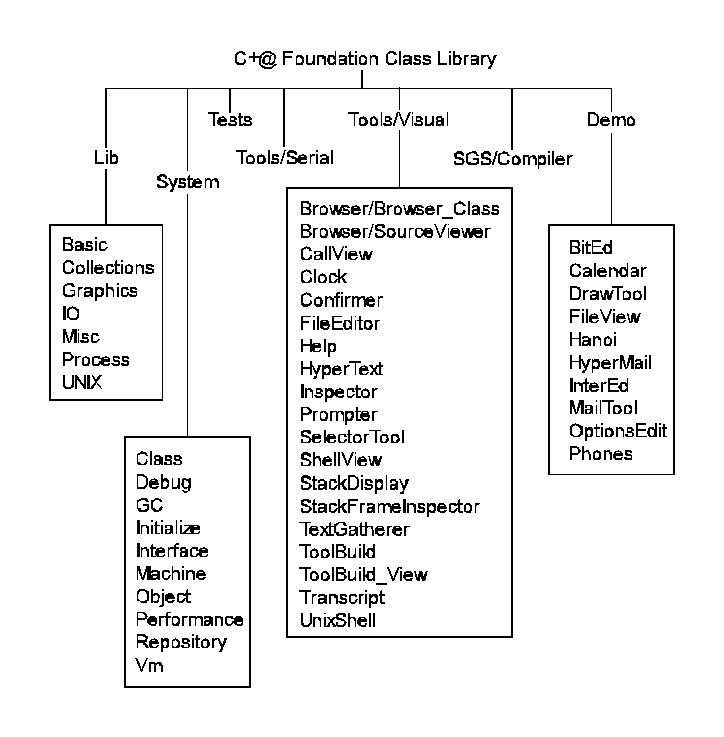 C+@ Foundation Class Library
Tests
Tools/Visual
Demo
Lib
Tools/Serial
SGS/Compiler
System
Basic
Collections
Graphics
IO
Misc
Process
UNIX
Class
Debug
GC
Initialize
Interface
Machine
Object
Performance
Repository
Vm
Browser/Browser_Class
Browser/SourceViewer
CallView
Clock
Confirmer
FileEditor
Help
HyperText
Inspector
Prompter
SelectorTool
ShellView
StackDisplay
StackFrameInspector
TextGatherer
ToolBuild
ToolBuild_View
Transcript
UnixShell
BitEd
Calendar
DrawTool
FileView
Hanoi
HyperMail
InterEd
MailTool
OptionsEdit
Phones